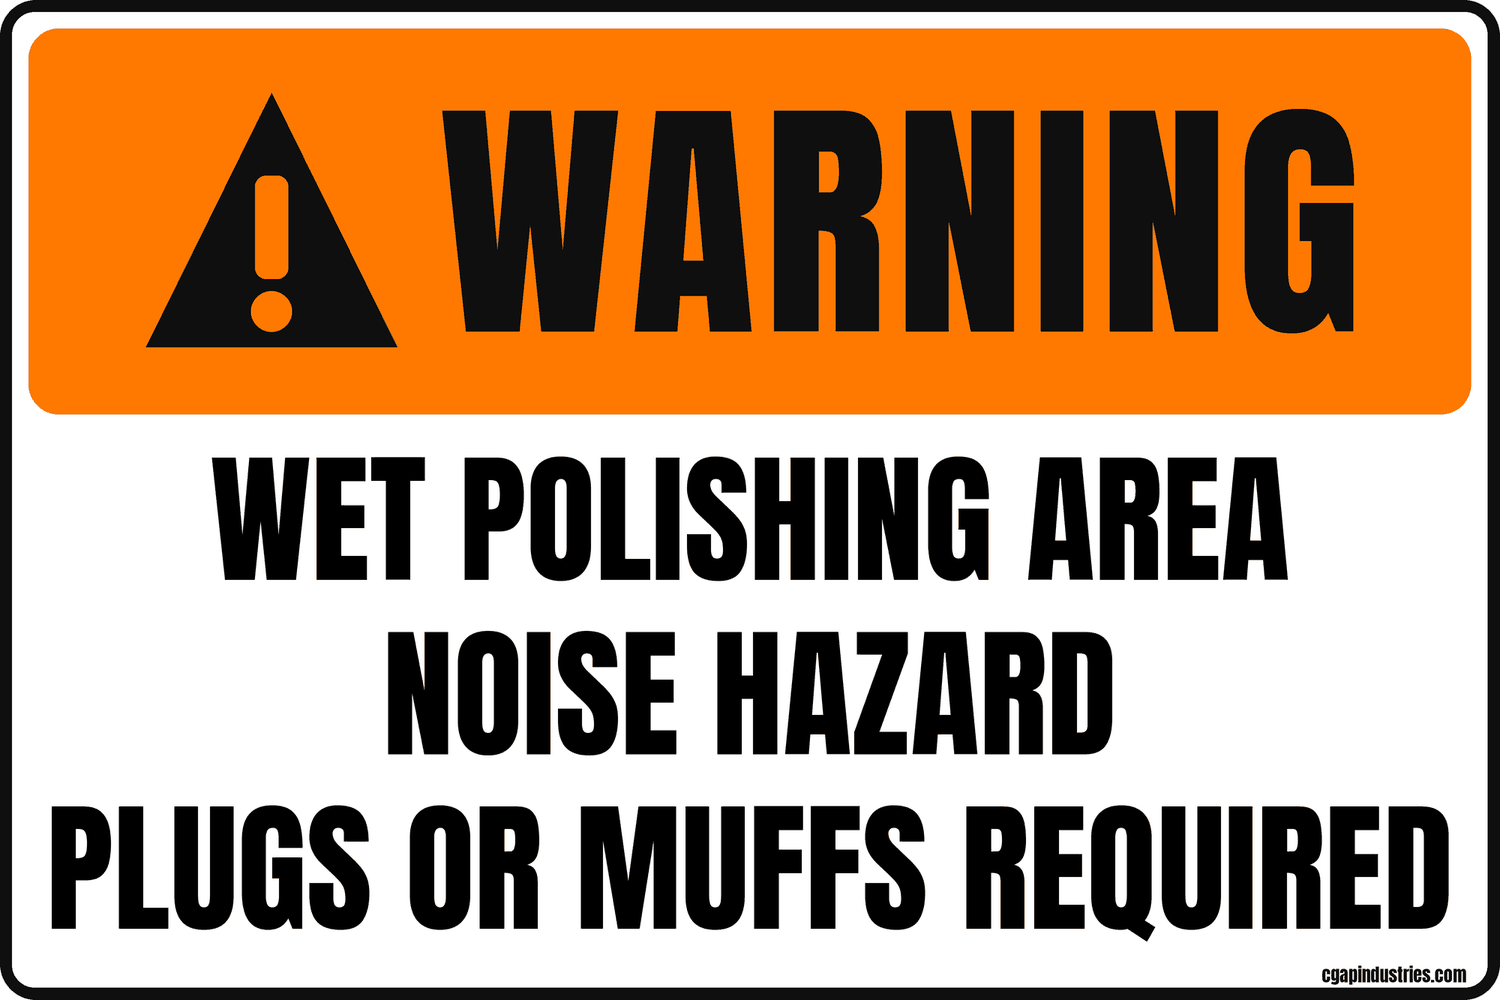 WARNING
WET POLISHING AREA
NOISE HAZARD
PLUGS OR MUFFS REQUIRED
cgapindustries.com